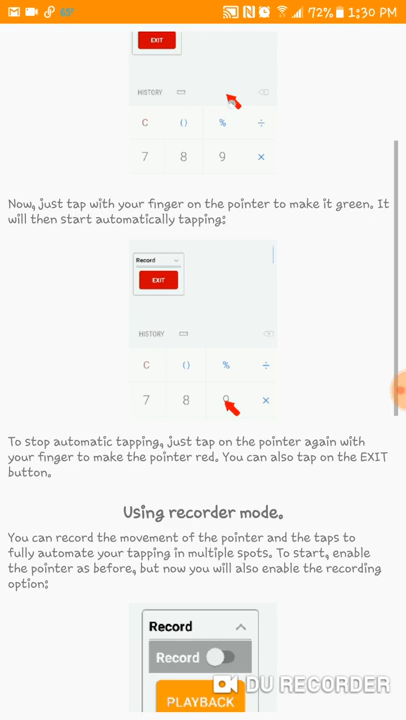 65° 72% 1:30 PM
EXIT
HISTORY
C () % ÷
7 8 9 ×
Now, just tap with your finger on the pointer to make it green. It
will then start automatically tapping:
Record
EXIT
HISTORY
C () % ÷
7 8 9 ×
To stop automatic tapping, just tap on the pointer again with
your finger to make the pointer red. You can also tap on the EXIT
button.
Using recorder mode.
You can record the movement of the pointer and the taps to
fully automate your tapping in multiple spots. To start, enable
the pointer as before, but now you will also enable the recording
option:
Record
Record
PLAYBACK
DU RECORDER